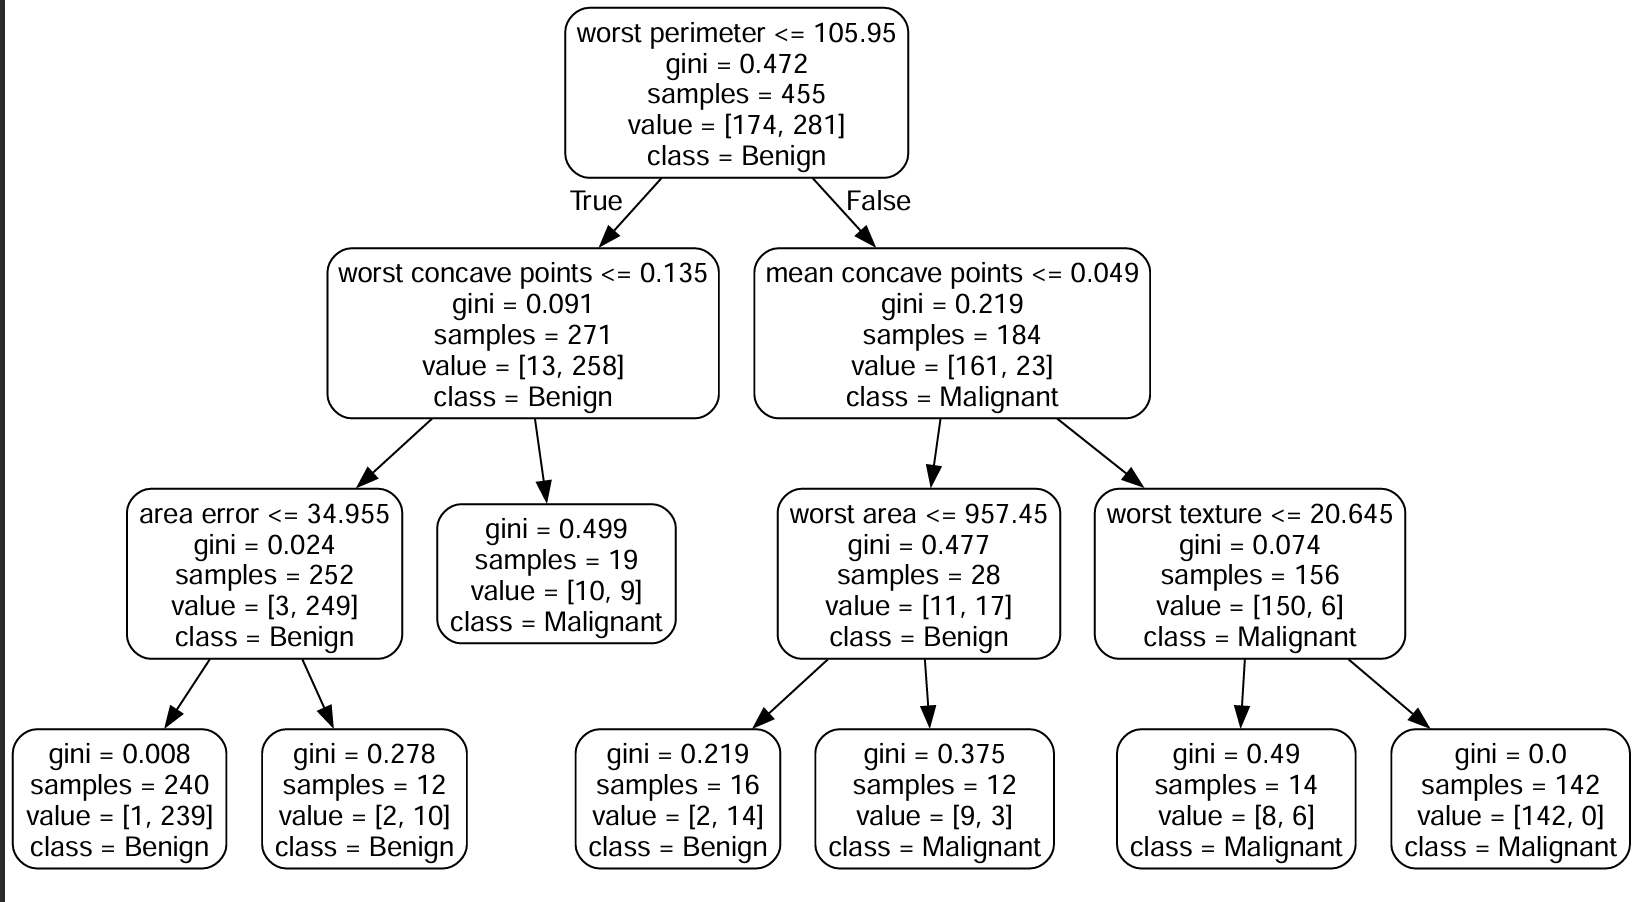 worst perimeter <= 105.95
gini = 0.472
samples = 455
value = [174, 281]
class = Benign
True
False
worst concave points <= 0.135
gini = 0.091
samples = 271
value = [13, 258]
class = Benign
mean concave points <= 0.049
gini = 0.219
samples = 184
value = [161, 23]
class = Malignant
area error <= 34.955
gini = 0.024
samples = 252
value = [3, 249]
class = Benign
gini = 0.499
samples = 19
value = [10, 9]
class = Malignant
worst area <= 957.45
gini = 0.477
samples = 28
value = [11, 17]
class = Benign
worst texture <= 20.645
gini = 0.074
samples = 156
value = [150, 6]
class = Malignant
gini = 0.008
samples = 240
value = [1, 239]
class = Benign
gini = 0.278
samples = 12
value = [2, 10]
class = Benign
gini = 0.219
samples = 16
value = [2, 14]
class = Benign
gini = 0.375
samples = 12
value = [9, 3]
class = Malignant
gini = 0.49
samples = 14
value = [8, 6]
class = Malignant
gini = 0.0
samples = 142
value = [142, 0]
class = Malignant